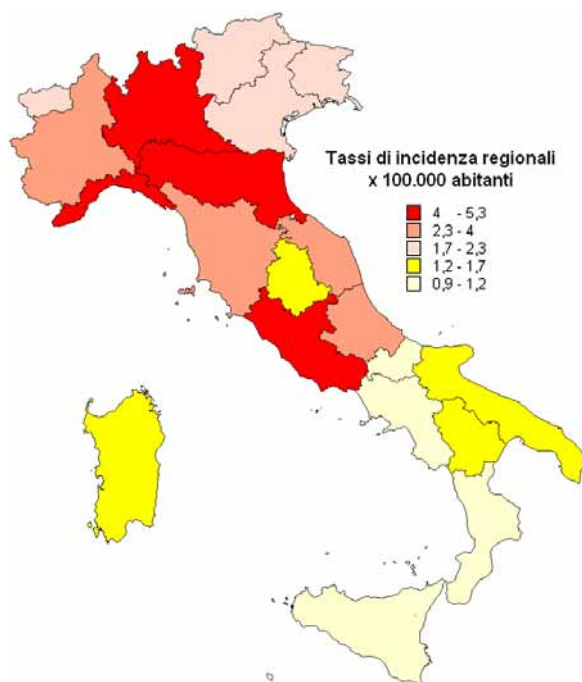 Tassi di incidenza regionali
x 100.000 abitanti
4 - 5,3
2,3 - 4
1,7 - 2,3
1,2 - 1,7
0,9 - 1,2